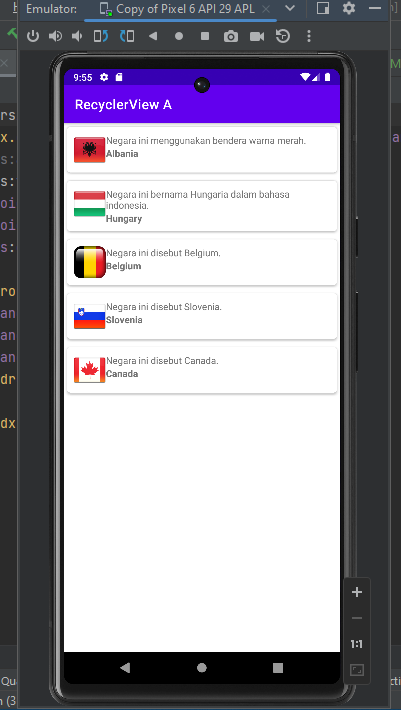 Emulator:
Copy of Pixel 6 API 29 APL
9:55
RecyclerView A
Negara ini menggunakan bendera warna merah.
Albania
Negara ini bernama Hungaria dalam bahasa
indonesia.
Hungary
Negara ini disebut Belgium.
Belgium
Negara ini disebut Slovenia.
Slovenia
Negara ini disebut Canada.
Canada
1:1